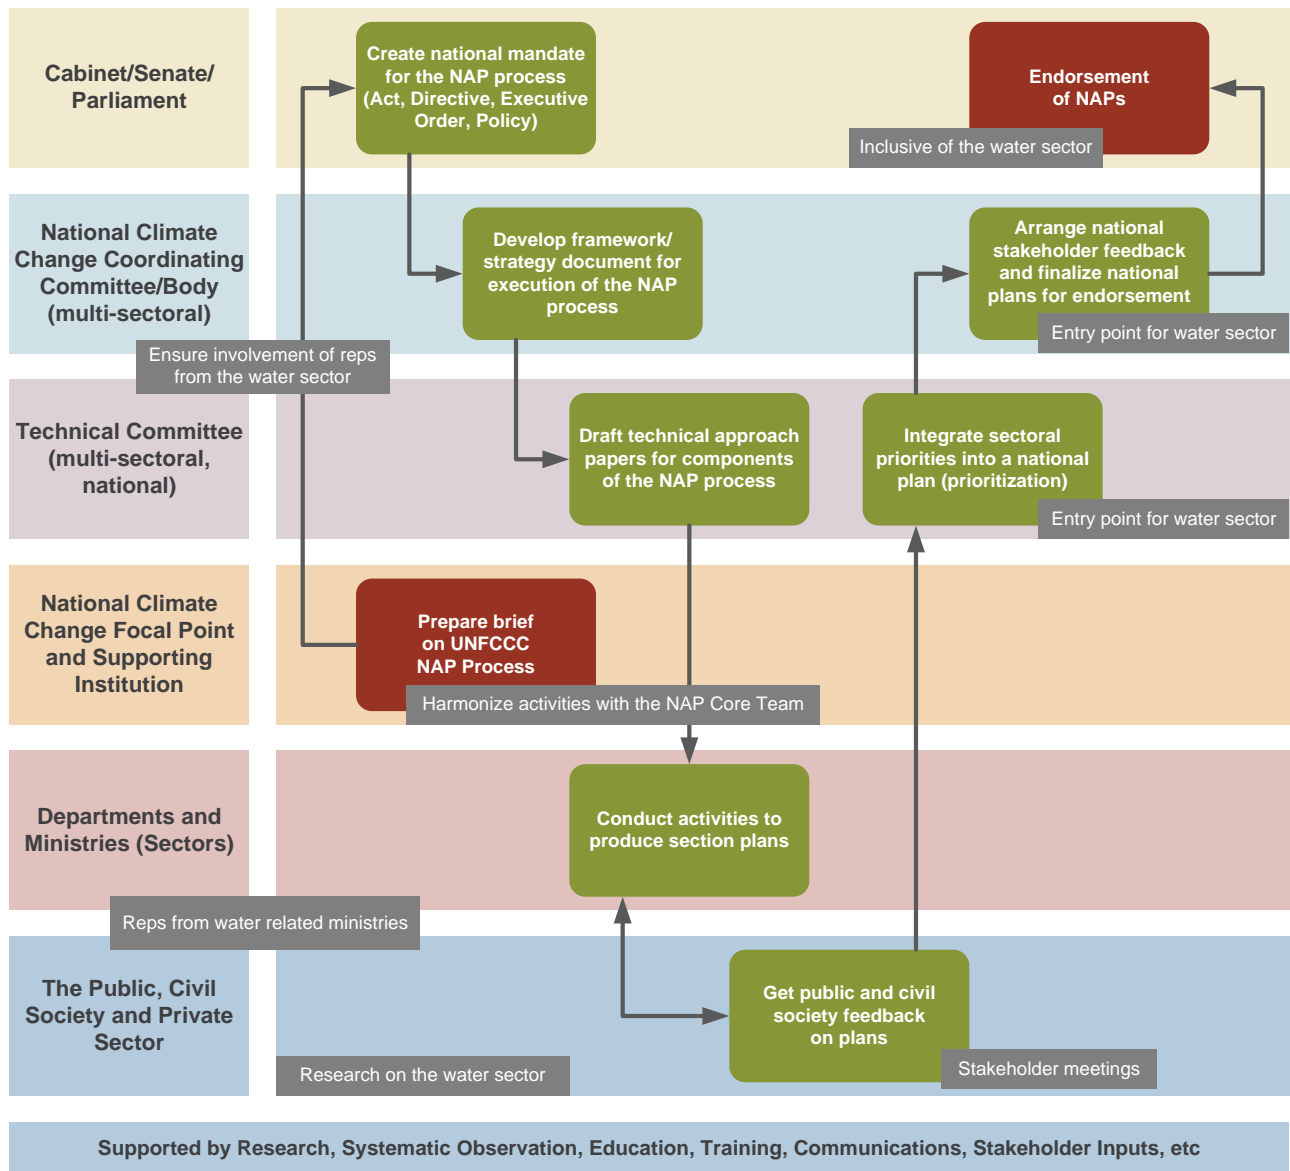 Cabinet/Senate/
Parliament
Create national mandate
for the NAP process
(Act, Directive, Executive
Order, Policy)
Endorsement
of NAPs
Inclusive of the water sector
National Climate
Change Coordinating
Committee/Body
(multi-sectoral)
Develop framework/
strategy document for
execution of the NAP
process
Arrange national
stakeholder feedback
and finalize national
plans for endorsement
Entry point for water sector
Ensure involvement of reps
from the water sector
Technical Committee
(multi-sectoral,
national)
Draft technical approach
papers for components
of the NAP process
Integrate sectoral
priorities into a national
plan (prioritization)
Entry point for water sector
National Climate
Change Focal Point
and Supporting
Institution
Prepare brief
on UNFCCC
NAP Process
Harmonize activities with the NAP Core Team
Departments and
Ministries (Sectors)
Conduct activities to
produce section plans
Reps from water related ministries
The Public, Civil
Society and Private
Sector
Get public and civil
society feedback
on plans
Research on the water sector
Stakeholder meetings
Supported by Research, Systematic Observation, Education, Training, Communications, Stakeholder Inputs, etc